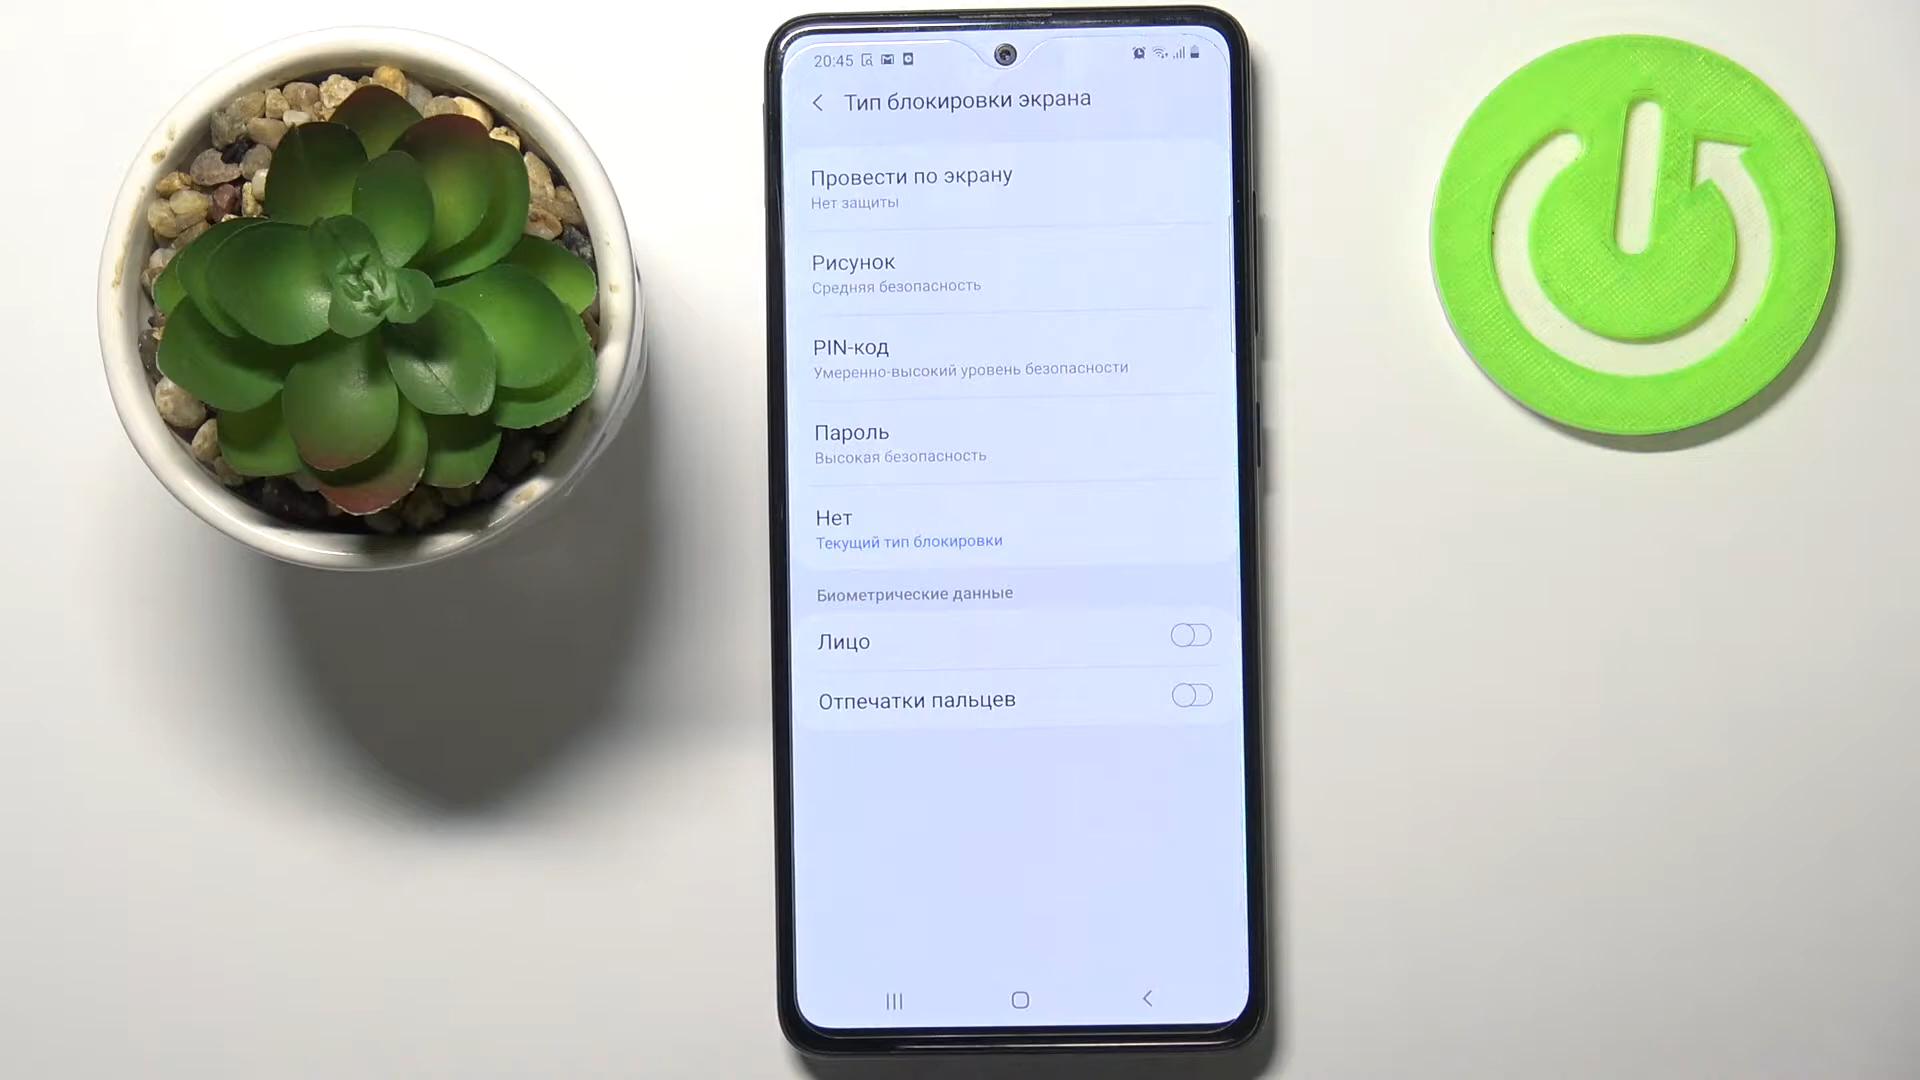 20:45
Тип блокировки экрана
Провести по экрану
Нет защиты
Рисунок
Средняя безопасность
PIN-код
Умеренно-высокий уровень безопасности
Пароль
Высокая безопасность
Нет
Текущий тип блокировки
Биометрические данные
Лицо
Отпечатки пальцев